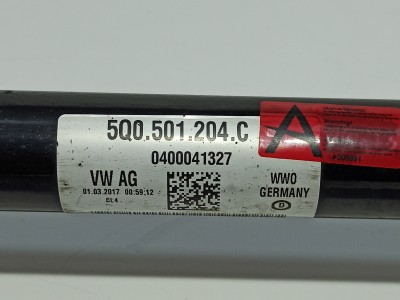 5Q0.501.204.C
0400041327
VW AG
01.03.2017 00:59:12
WWO
GERMANY
D
A